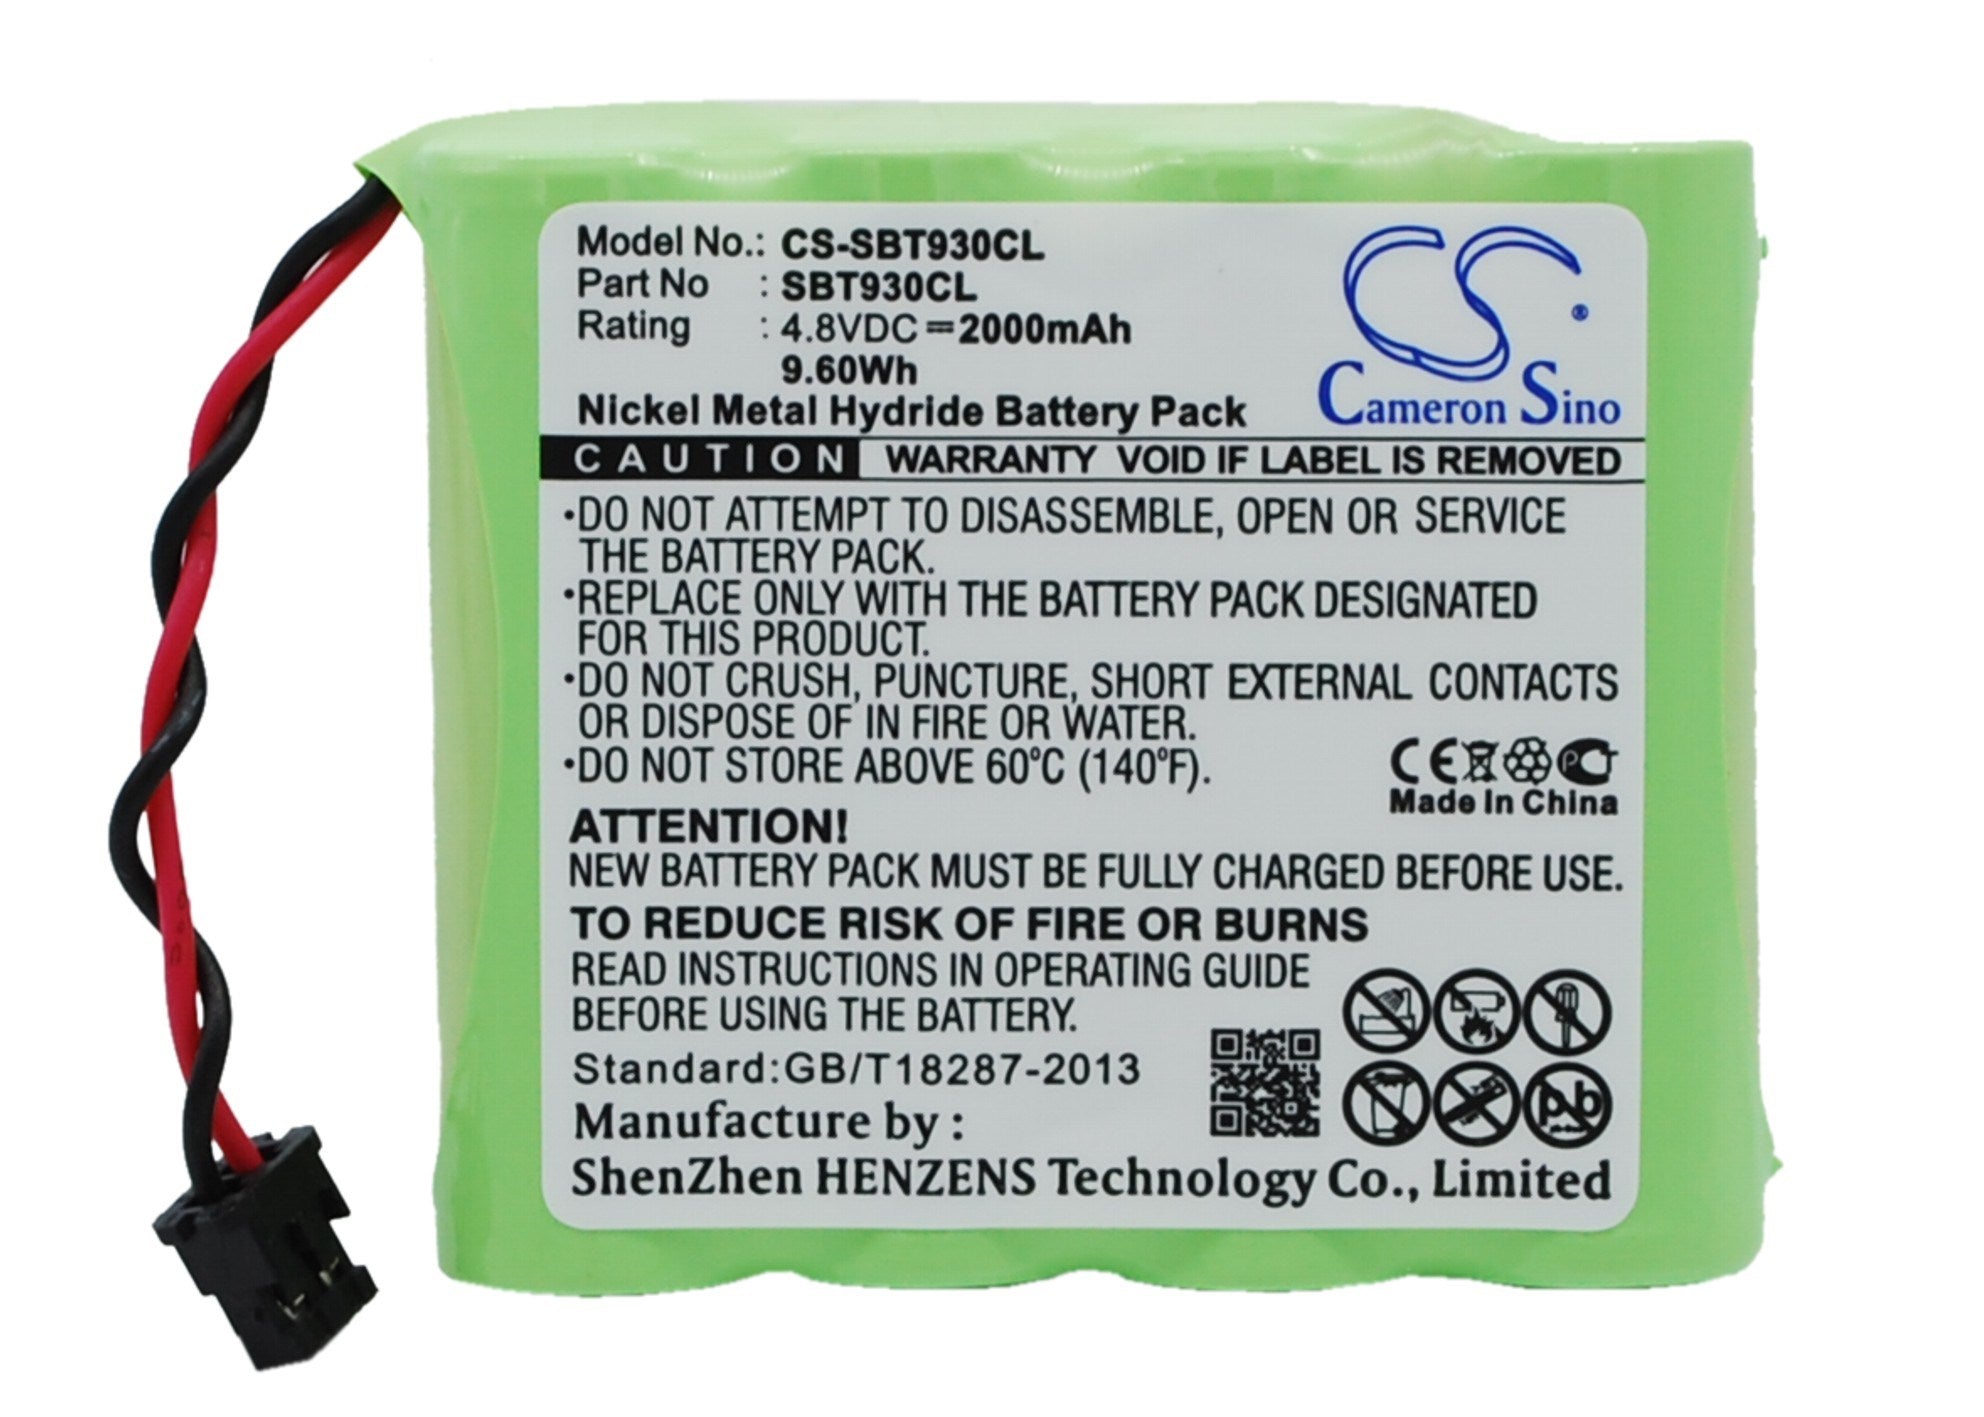 Model No.: CS-SBT930CL
Part No : SBT930CL
Rating : 4.8VDC 2000mAh
9.60Wh
Nickel Metal Hydride Battery Pack
CS ®
Cameron Sino
CAUTION WARRANTY VOID IF LABEL IS REMOVED
•DO NOT ATTEMPT TO DISASSEMBLE, OPEN OR SERVICE
THE BATTERY PACK.
•REPLACE ONLY WITH THE BATTERY PACK DESIGNATED
FOR THIS PRODUCT.
•DO NOT CRUSH, PUNCTURE, SHORT EXTERNAL CONTACTS
OR DISPOSE OF IN FIRE OR WATER.
•DO NOT STORE ABOVE 60°C (140°F).
CE
Made In China
ATTENTION!
NEW BATTERY PACK MUST BE FULLY CHARGED BEFORE USE.
TO REDUCE RISK OF FIRE OR BURNS
READ INSTRUCTIONS IN OPERATING GUIDE
BEFORE USING THE BATTERY.
Standard:GB/T18287-2013
Pb
Manufacture by :
ShenZhen HENZENS Technology Co., Limited